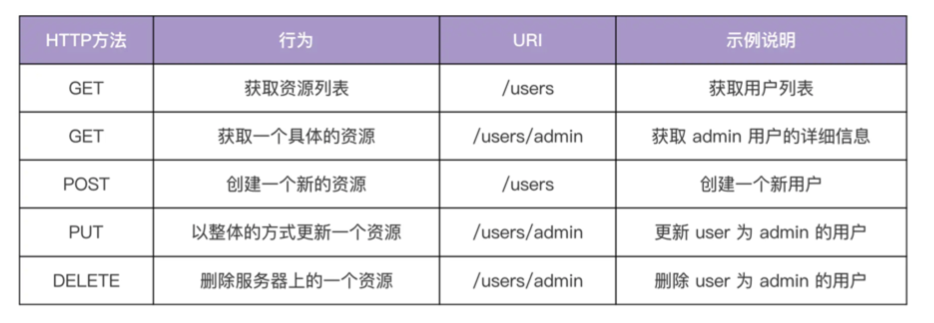 HTTP方法 行为 URI 示例说明
GET 获取资源列表 /users 获取用户列表
GET 获取一个具体的资源 /users/admin 获取 admin 用户的详细信息
POST 创建一个新的资源 /users 创建一个新用户
PUT 以整体的方式更新一个资源 /users/admin 更新 user 为 admin 的用户
DELETE 删除服务器上的一个资源 /users/admin 删除 user 为 admin 的用户